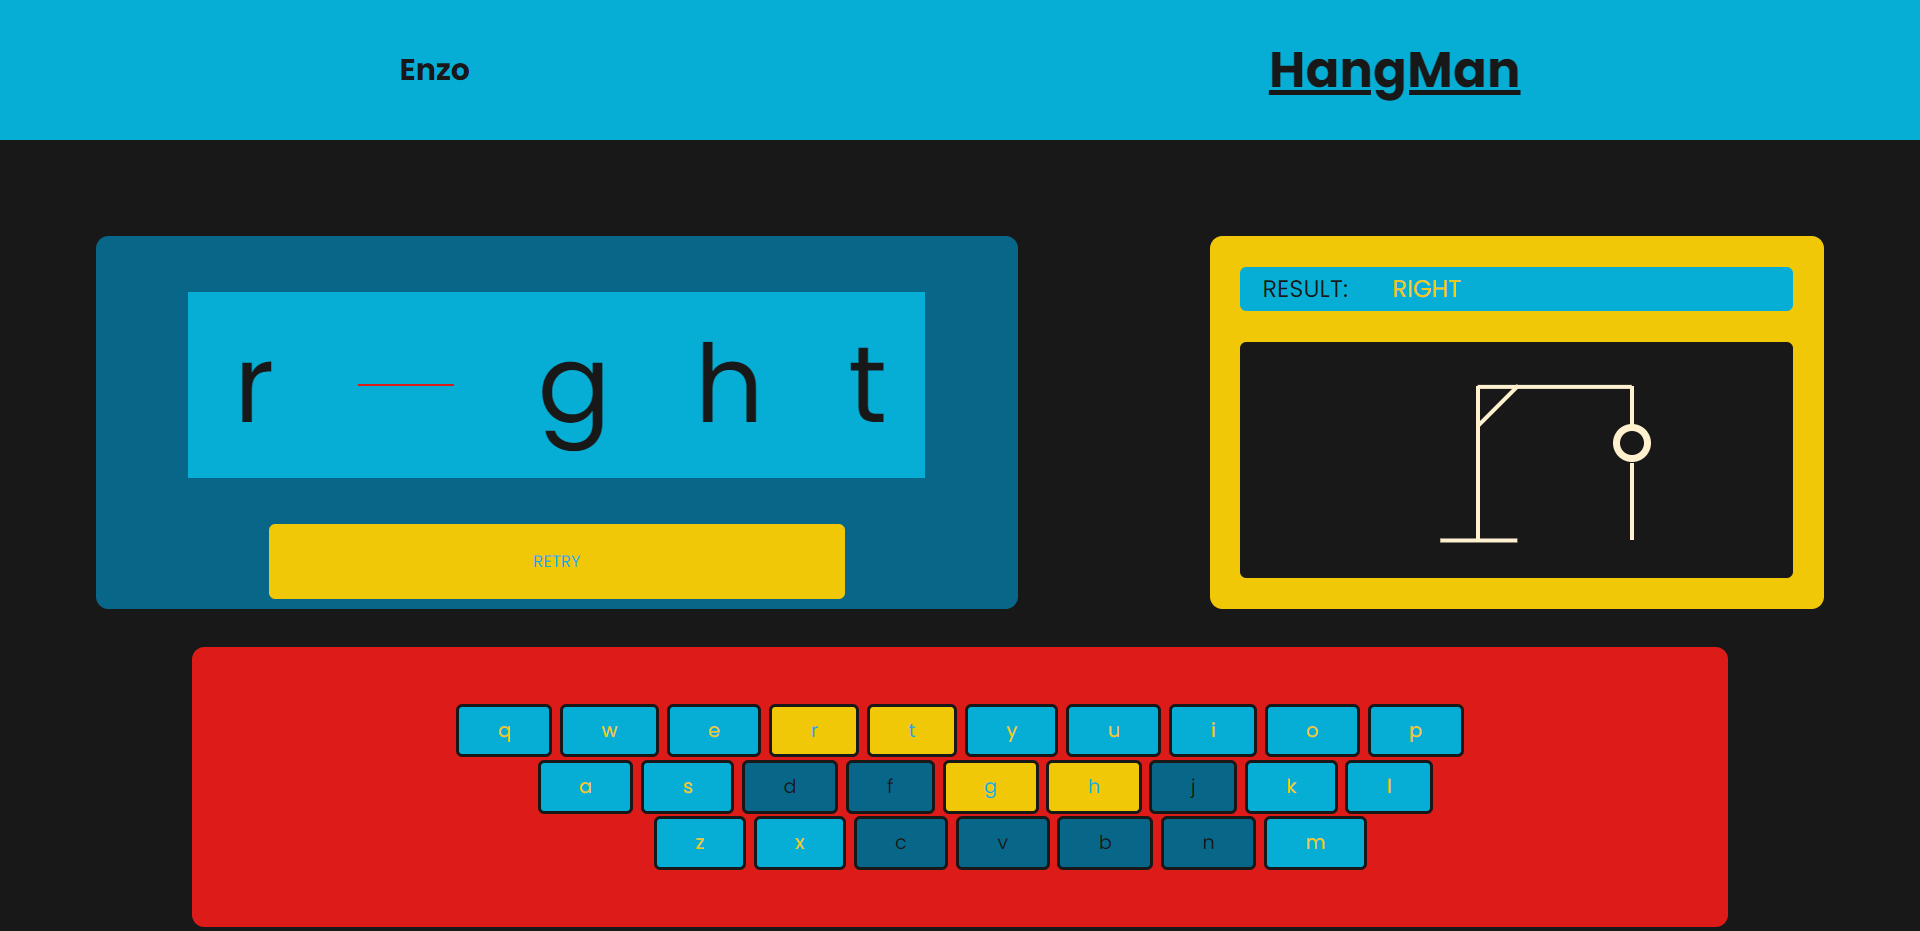 Enzo HangMan
r g h t
RETRY
RESULT: RIGHT
q w e r t y u i o p
a s d f g h j k l
z x c v b n m